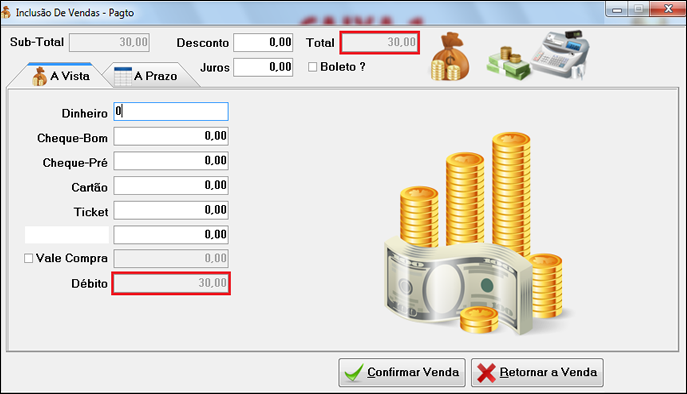 Inclusão De Vendas - Pagto
Sub-Total 30,00 Desconto 0,00 Total 30,00
Juros 0,00 Boleto ?
A Vista A Prazo
Dinheiro 0
Cheque-Bom 0,00
Cheque-Pré 0,00
Cartão 0,00
Ticket 0,00
0,00
Vale Compra 0,00
Débito 30,00
Confirmar Venda Retornar a Venda